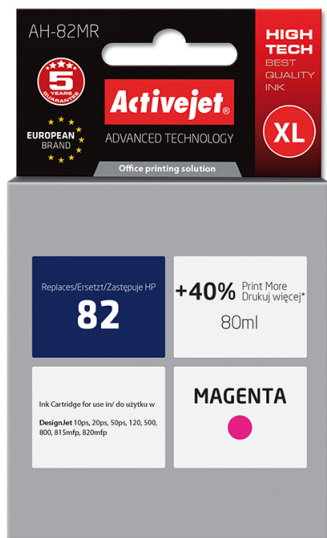 AH-82MR
HIGH
TECH
BEST
QUALITY
INK
5
YEARS
GUARANTEE
Activejet®
EUROPEAN
BRAND
ADVANCED TECHNOLOGY
XL
Office printing solution
Replaces/Ersetzt/Zastępuje HP
82
+40% Print More
Drukuj więcej*
80ml
Ink Cartridge for use in/ do użytku w
DesignJet 10ps, 20ps, 50ps, 120, 500,
800, 815mfp, 820mfp
MAGENTA